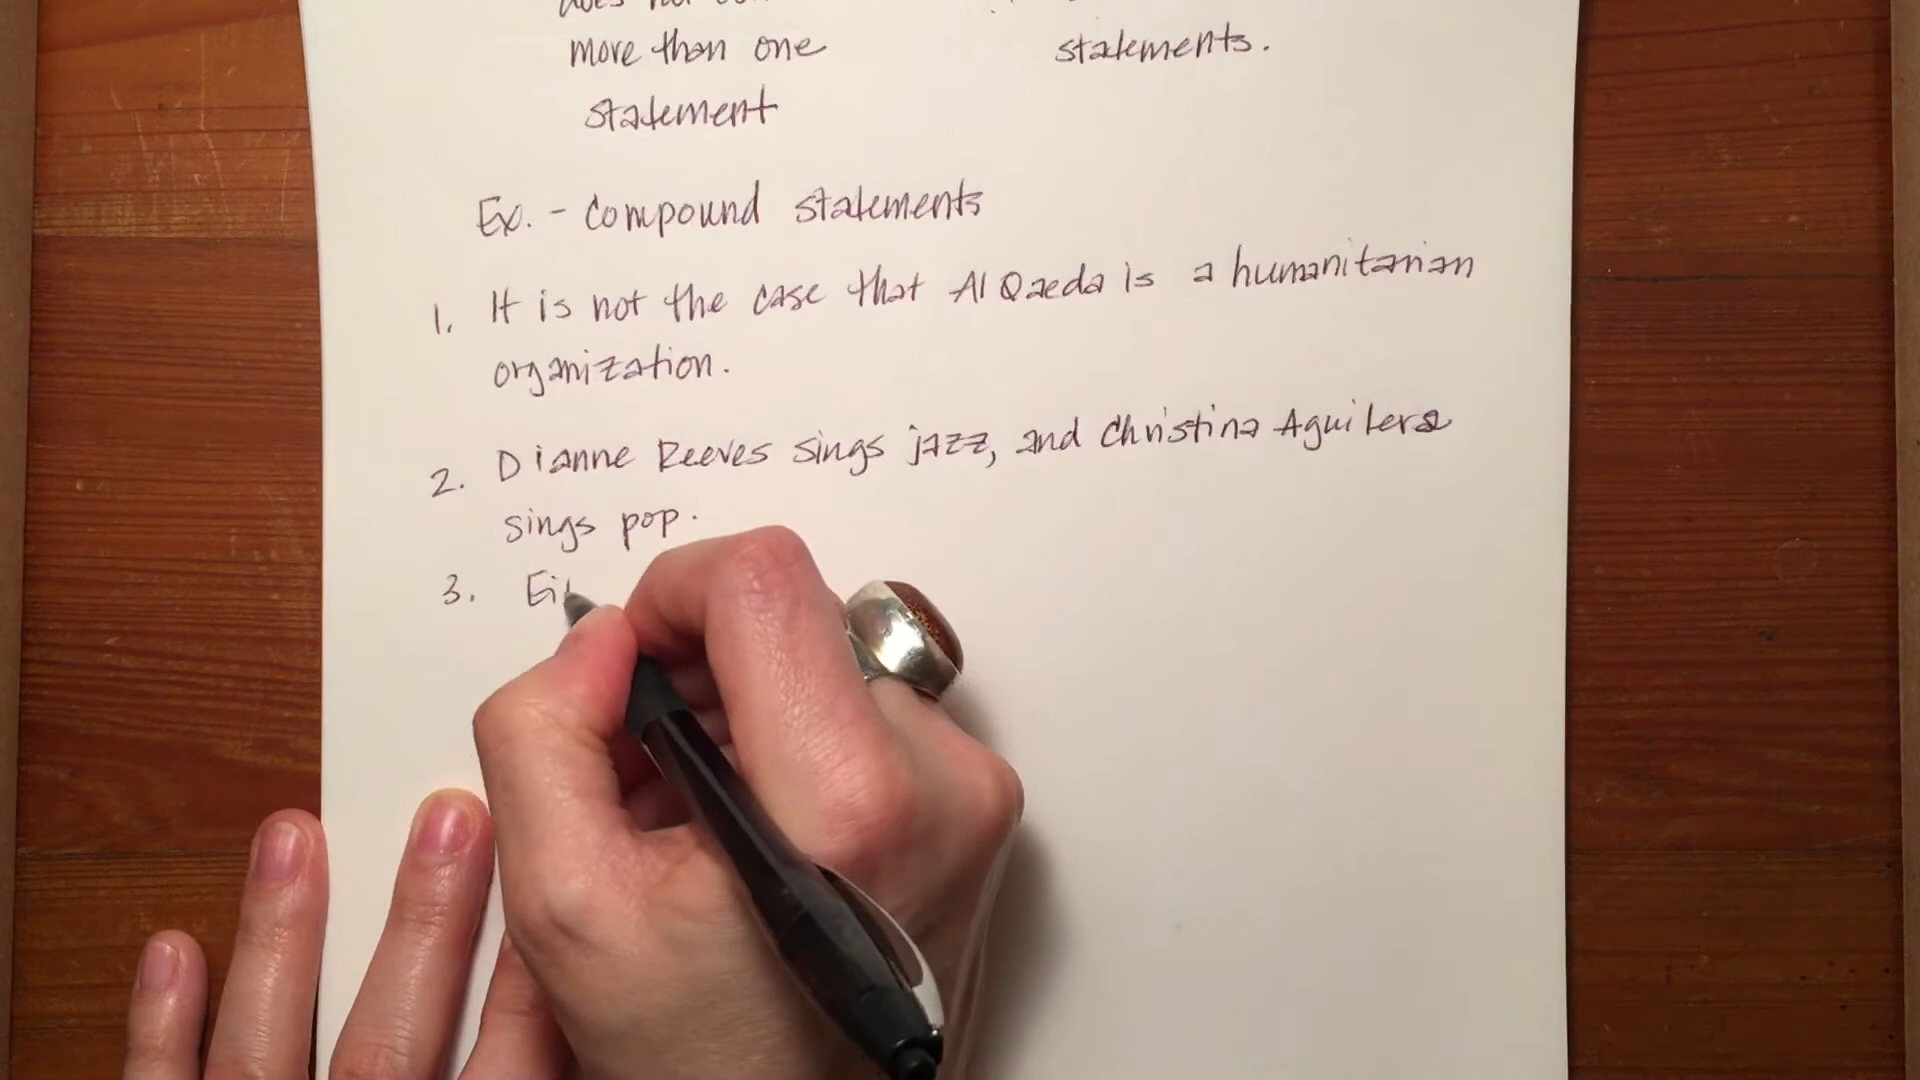 more than one
statement
statements.
Ex. - Compound statements
1. It is not the case that Al Qaeda is a humanitarian
organization.
2. Dianne Reeves sings jazz, and Christina Aguilera
sings pop.
3. Ei